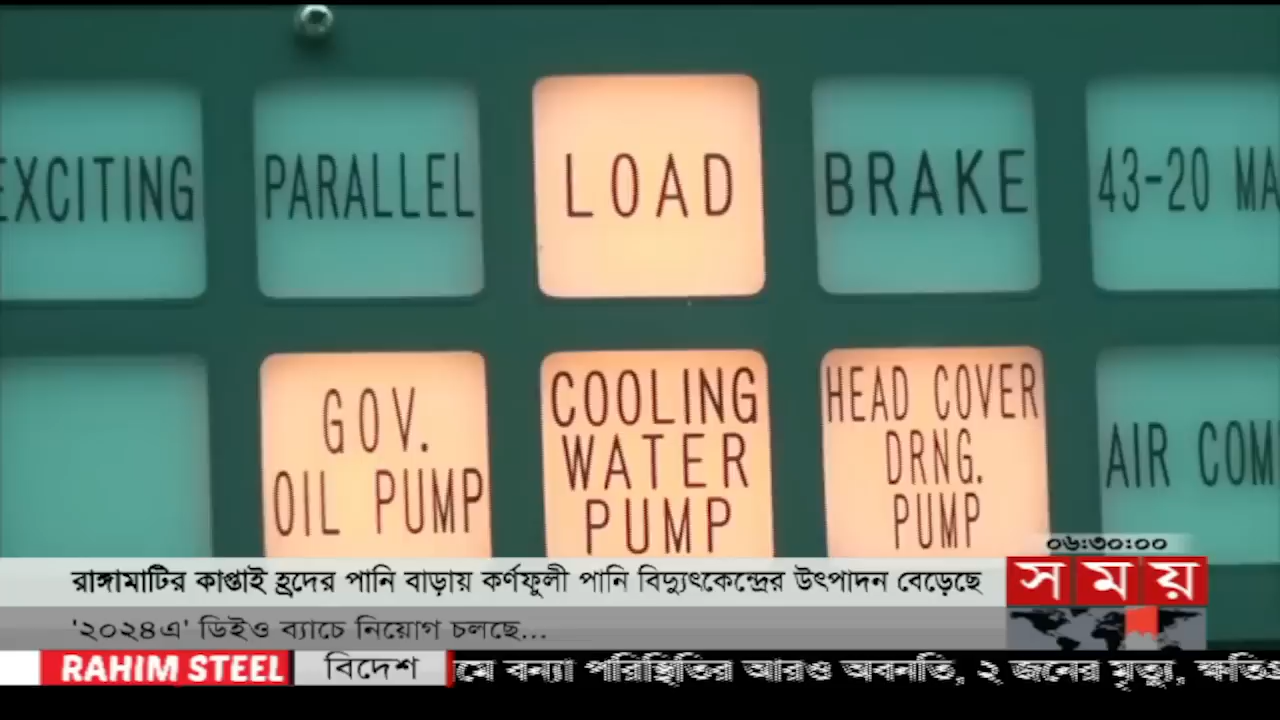 EXCITING
PARALLEL
LOAD
BRAKE
43-20 MA
GOV.
OIL PUMP
COOLING
WATER
PUMP
HEAD COVER
DRNG.
PUMP
AIR COM
০৬:৩০:০০
রাঙ্গামাটির কাপ্তাই হ্রদের পানি বাড়ায় কর্ণফুলী পানি বিদ্যুৎকেন্দ্রের উৎপাদন বেড়েছে
সময়
'২০২৪এ' ডিইও ব্যাচে নিয়োগ চলছে...
RAHIM STEEL
বিদেশ
মে বন্যা পরিস্থিতির আরও অবনতি, ২ জনের মৃত্যু,